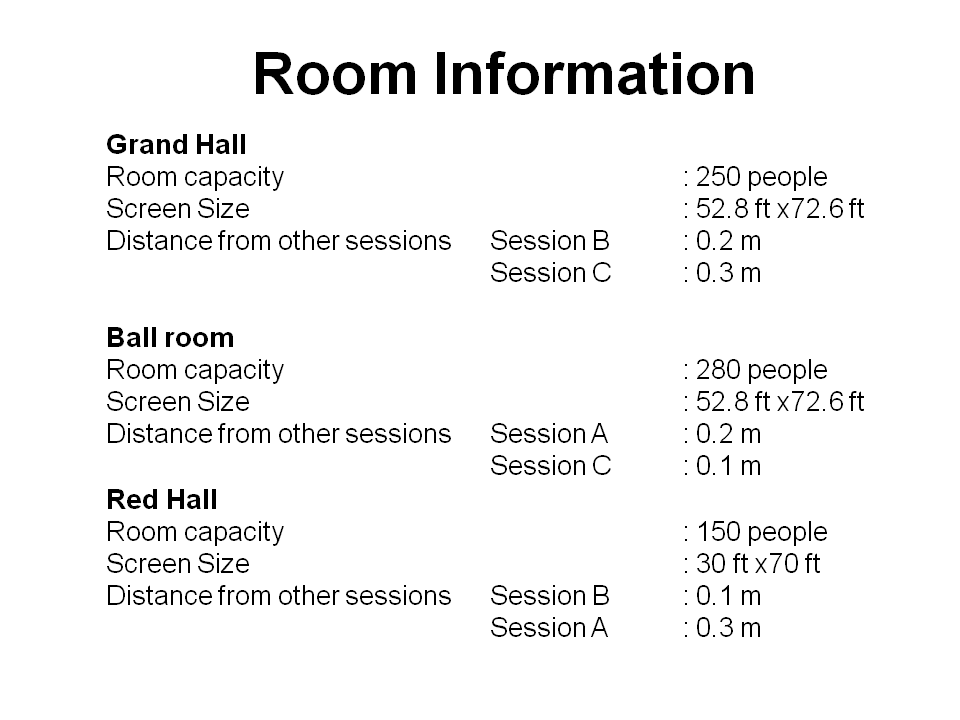 Room Information
Grand Hall
Room capacity : 250 people
Screen Size : 52.8 ft x72.6 ft
Distance from other sessions Session B : 0.2 m
Session C : 0.3 m
Ball room
Room capacity : 280 people
Screen Size : 52.8 ft x72.6 ft
Distance from other sessions Session A : 0.2 m
Session C : 0.1 m
Red Hall
Room capacity : 150 people
Screen Size : 30 ft x70 ft
Distance from other sessions Session B : 0.1 m
Session A : 0.3 m